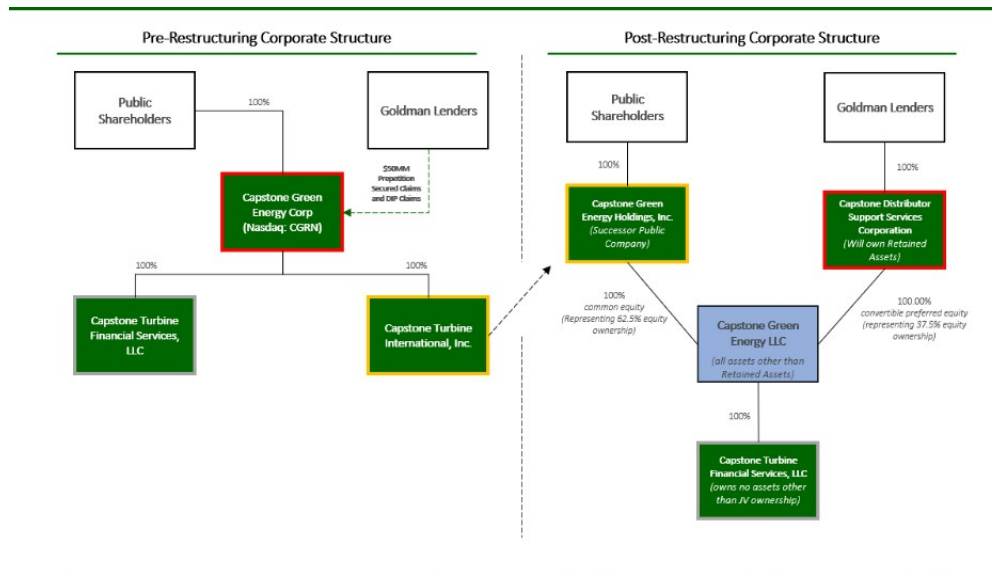 Pre-Restructuring Corporate Structure
Public
Shareholders
100%
Goldman Lenders
$50MM
Prepetition
Secured Claims
and DIP Claims
Capstone Green
Energy Corp
(Nasdaq: CGRN)
100%
100%
Capstone Turbine
Financial Services,
LLC
Capstone Turbine
International, Inc.
Post-Restructuring Corporate Structure
Public
Shareholders
Goldman Lenders
100%
100%
Capstone Green
Energy Holdings, Inc.
(Successor Public
Company)
Capstone Distributor
Support Services
Corporation
(Will own Retained
Assets)
100%
common equity
(Representing 62.5% equity
ownership)
100.00%
convertible preferred equity
(representing 37.5% equity
ownership)
Capstone Green
Energy LLC
(all assets other than
Retained Assets)
100%
Capstone Turbine
Financial Services, LLC
(owns no assets other
than JV ownership)